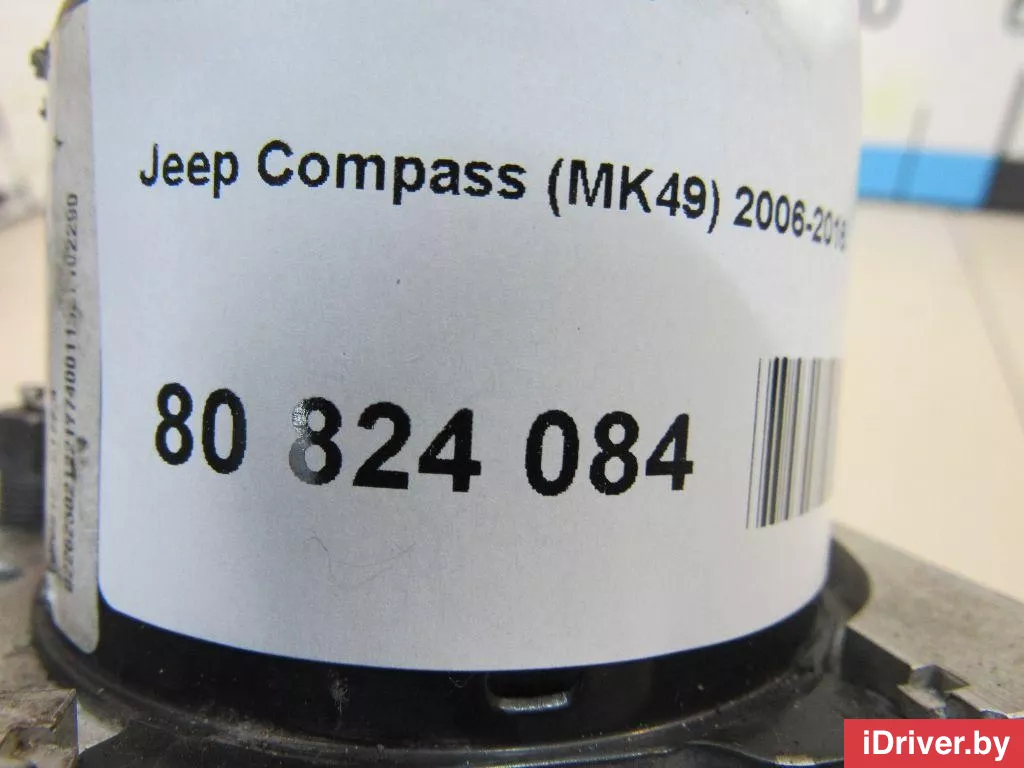 Jeep Compass (MK49) 2006-2016
80 824 084
iDriver.by